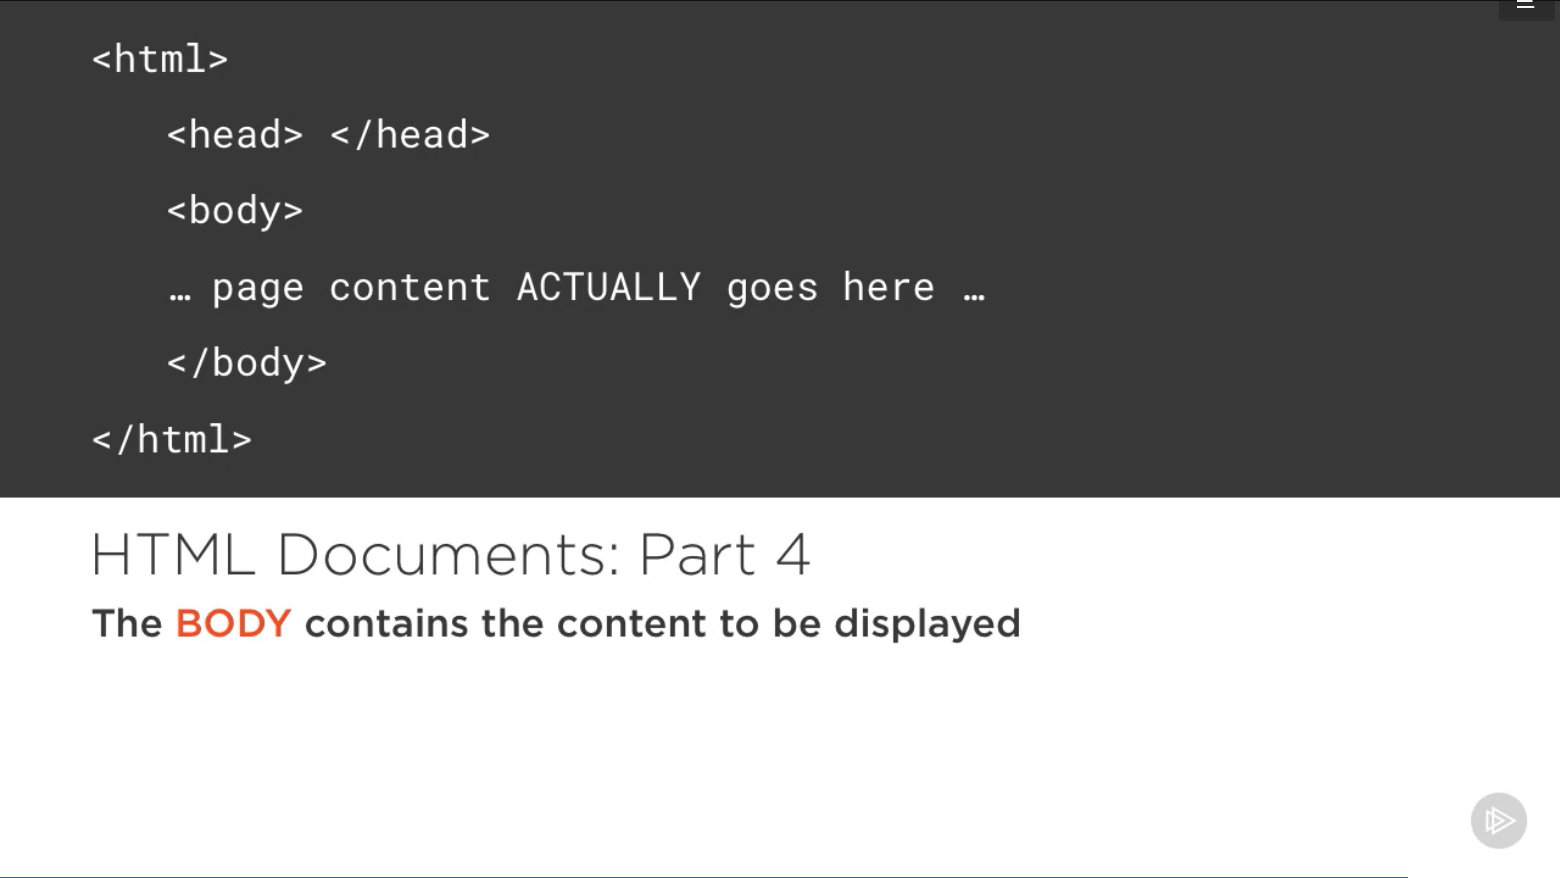 <html>
<head> </head>
<body>
… page content ACTUALLY goes here …
</body>
</html>
HTML Documents: Part 4
The BODY contains the content to be displayed